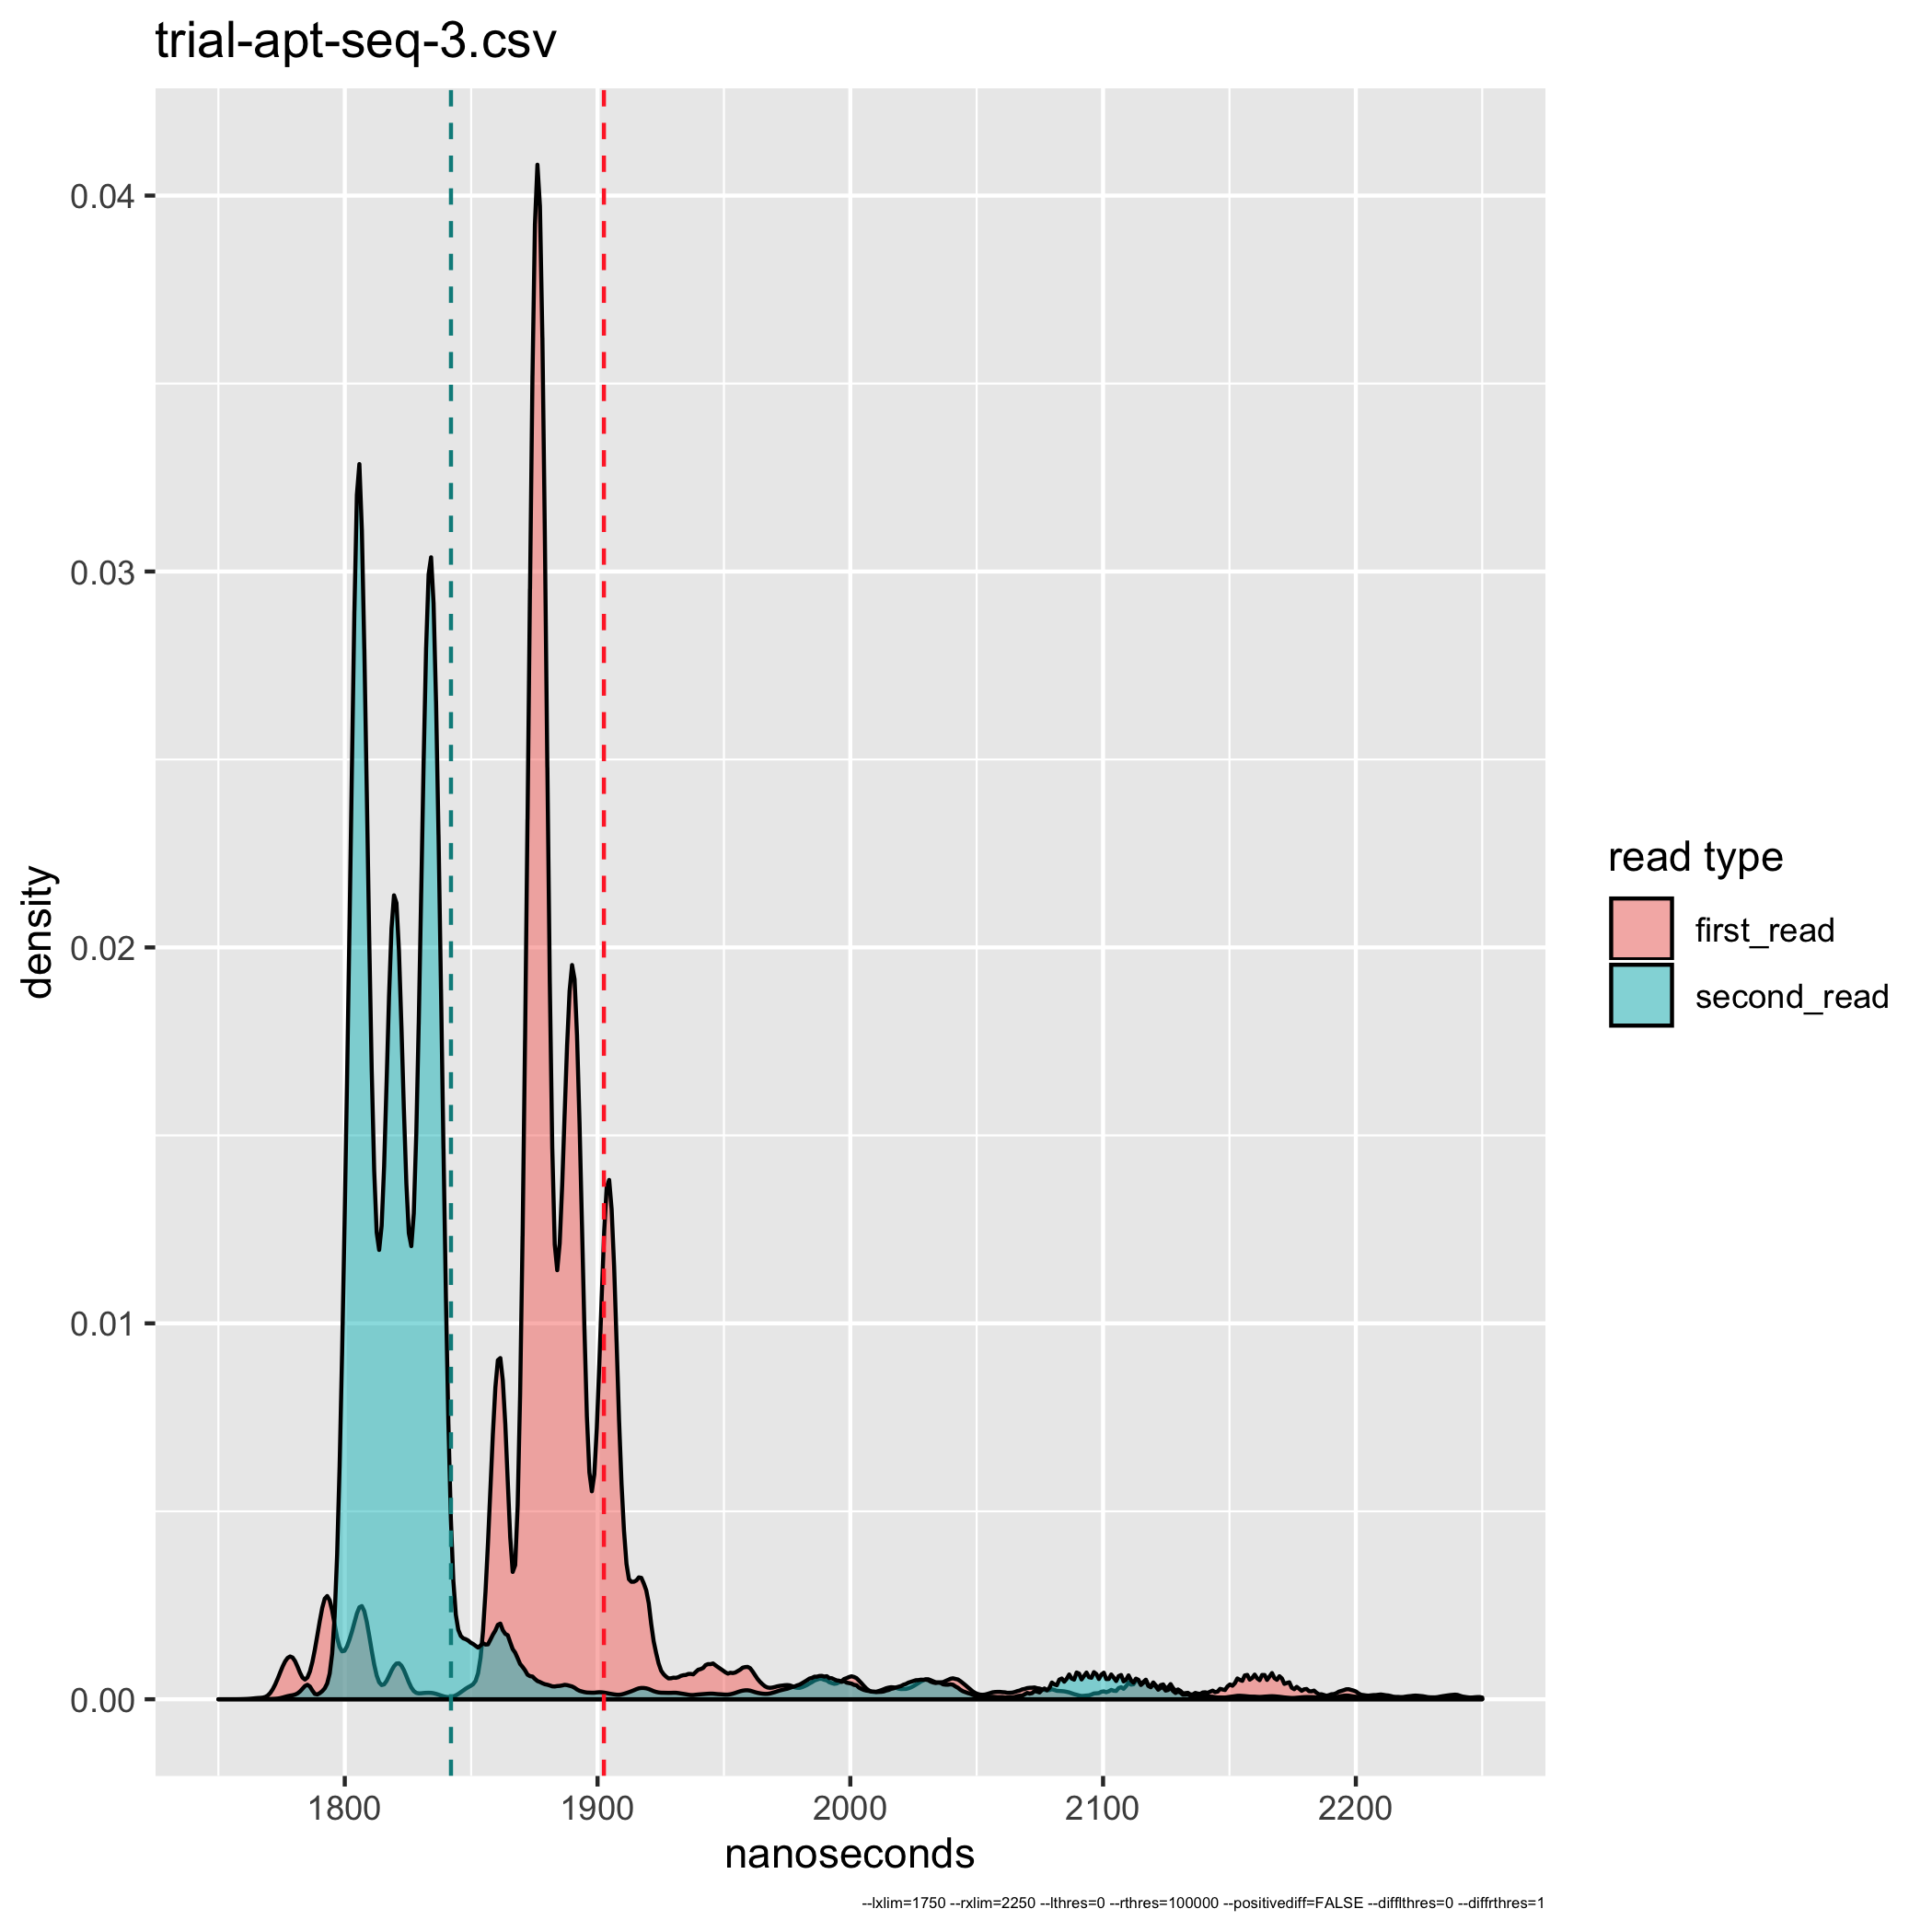 trial-apt-seq-3.csv
0.04
0.03
0.02
0.01
0.00
density
1800 1900 2000 2100 2200
nanoseconds
read type
first_read
second_read
--lxlim=1750 --rxlim=2250 --lthres=0 --rthres=100000 --positivediff=FALSE --difflthres=0 --diffrthres=1